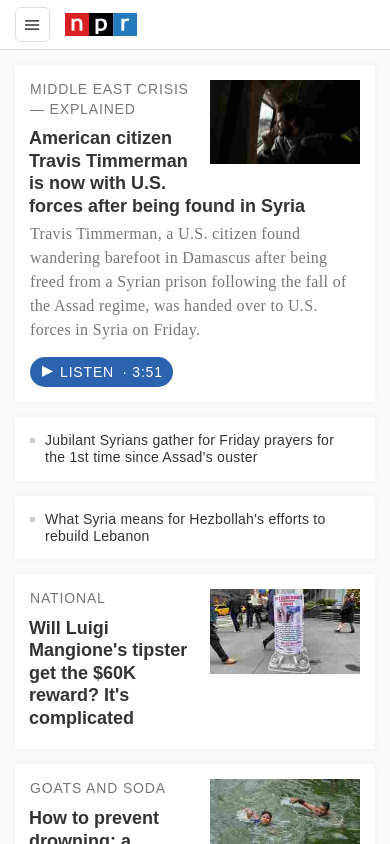 npr
MIDDLE EAST CRISIS
— EXPLAINED
American citizen
Travis Timmerman
is now with U.S.
forces after being found in Syria
Travis Timmerman, a U.S. citizen found
wandering barefoot in Damascus after being
freed from a Syrian prison following the fall of
the Assad regime, was handed over to U.S.
forces in Syria on Friday.
LISTEN · 3:51
Jubilant Syrians gather for Friday prayers for
the 1st time since Assad's ouster
What Syria means for Hezbollah's efforts to
rebuild Lebanon
NATIONAL
Will Luigi
Mangione's tipster
get the $60K
reward? It's
complicated
GOATS AND SODA
How to prevent
drowning: a